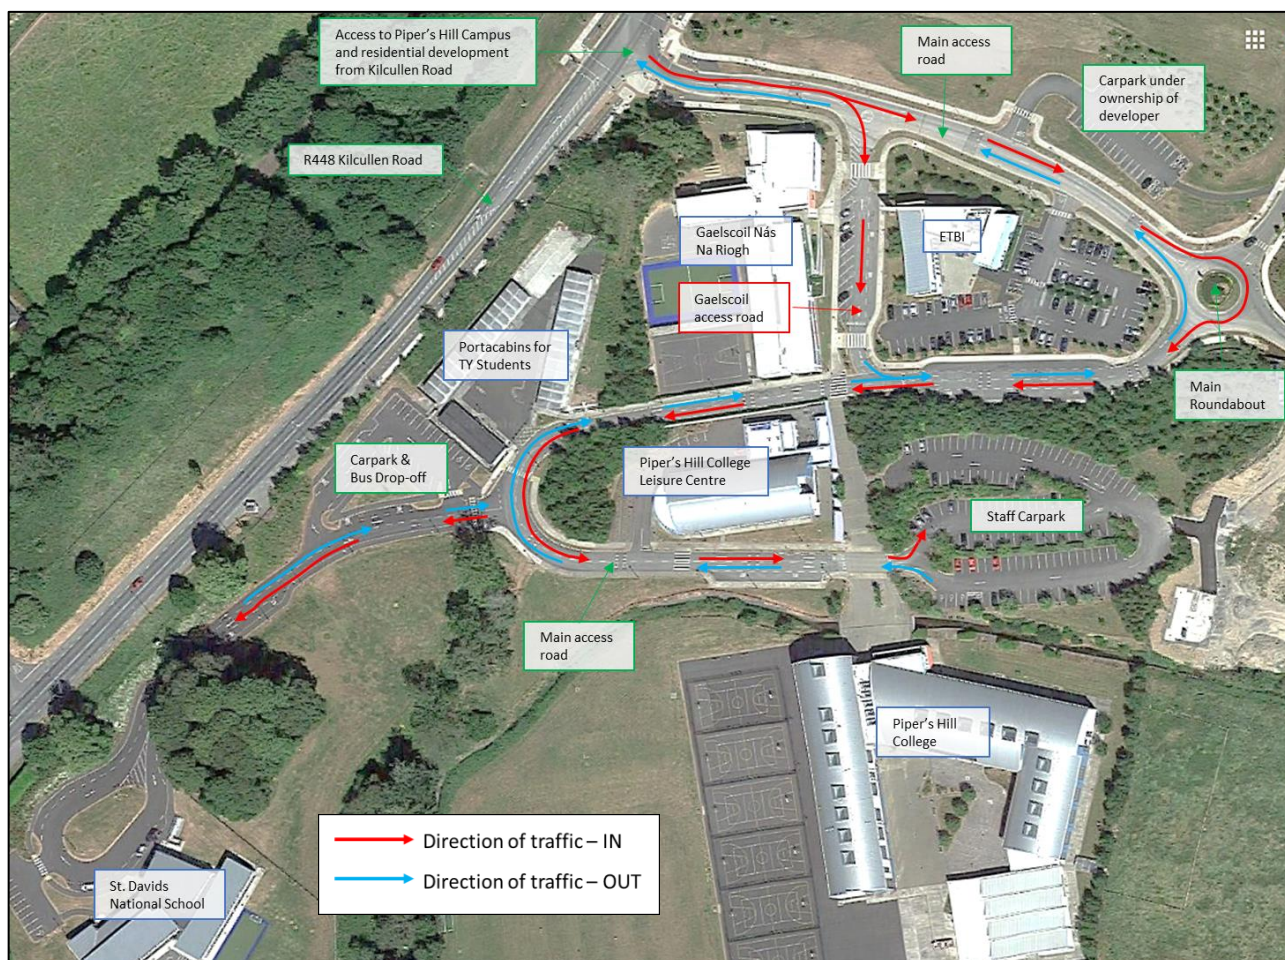 Access to Piper's Hill Campus
and residential development
from Kilcullen Road
Main access
road
Carpark under
ownership of
developer
R448 Kilcullen Road
Gaelscoil Nás
Na Riogh
ETBI
Gaelscoil
access road
Portacabins for
TY Students
Main
Roundabout
Carpark &
Bus Drop-off
Piper's Hill College
Leisure Centre
Staff Carpark
Main access
road
Piper's Hill
College
Direction of traffic – IN
Direction of traffic – OUT
St. Davids
National School